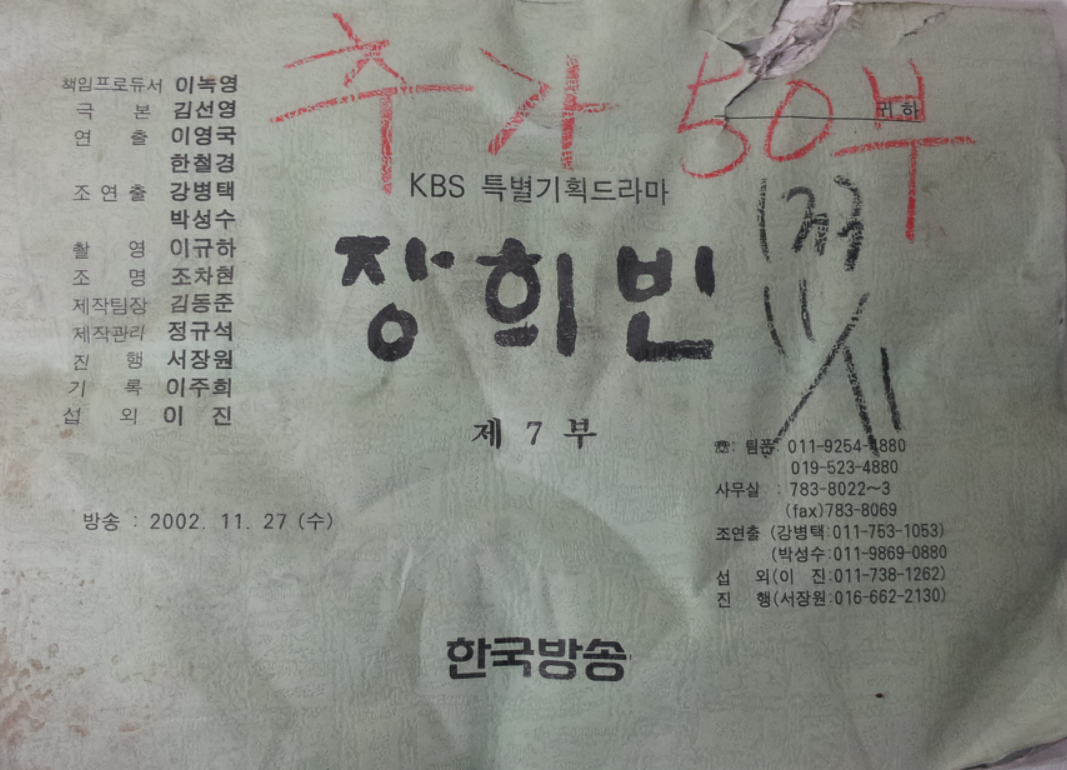 추가 50부
귀하
책임프로듀서 이녹영
극 본 김선영
연 출 이영국
한철경
조연출 강병택
박성수
촬 영 이규하
조 명 조차현
제작팀장 김동준
제작관리 정규석
진 행 서장원
기 록 이주희
섭 외 이 진
KBS 특별기획드라마
장희빈
제 7 부
방송 : 2002. 11. 27 (수)
☎: 팀폰: 011-9254-4880
019-523-4880
사무실 : 783-8022~3
(fax)783-8069
조연출 (강병택:011-753-1053)
(박성수:011-9869-0880
섭 외(이 진:011-738-1262)
진 행(서장원:016-662-2130)
한국방송